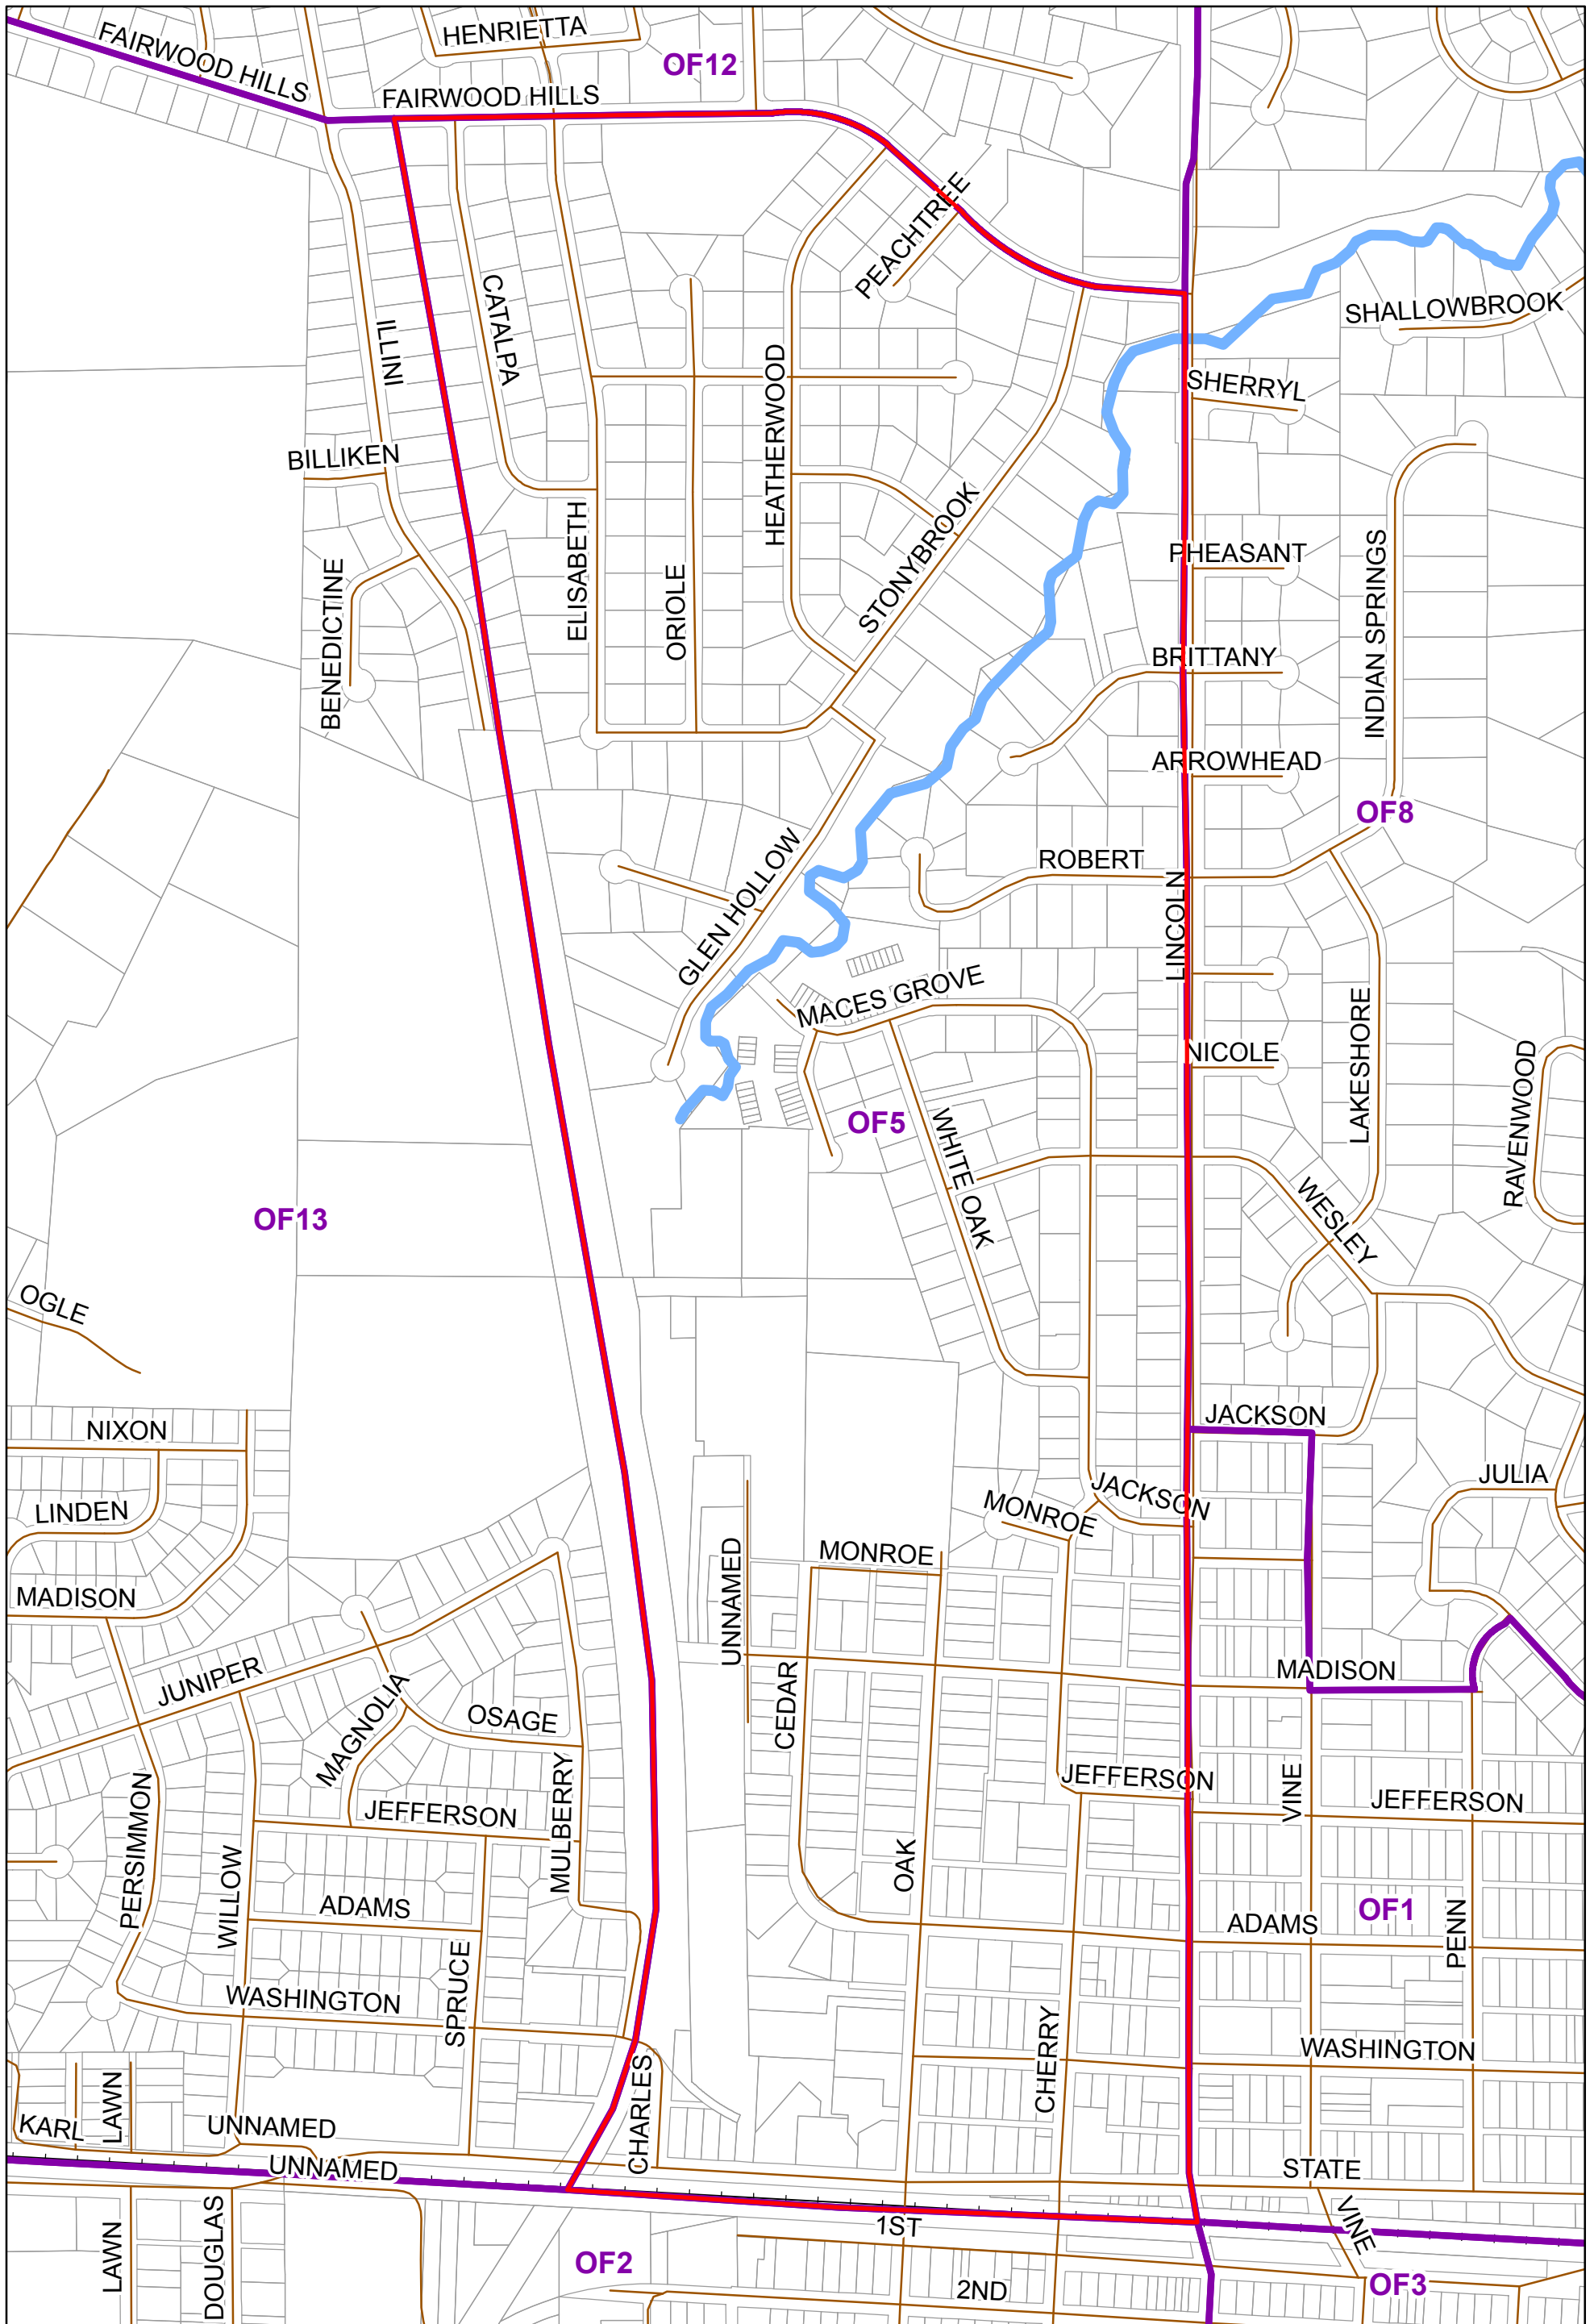 HENRIETTA
OF12
FAIRWOOD HILLS
FAIRWOOD HILLS
PEACHTREE
CATALPA
SHALLOWBROOK
ILLINI
SHERRYL
HEATHERWOOD
BILLIKEN
STONYBROOK
PHEASANT
ELISABETH
INDIAN SPRINGS
BENEDICTINE
ORIOLE
BRITTANY
ARROWHEAD
OF8
ROBERT
GLEN HOLLOW
LINCOLN
MACES GROVE
NICOLE
LAKESHORE
RAVENWOOD
OF5
WHITE OAK
OF13
WESLEY
OGLE
JACKSON
NIXON
JULIA
JACKSON
LINDEN
MONROE
MONROE
UNNAMED
MADISON
MADISON
JUNIPER
CEDAR
MAGNOLIA
OSAGE
JEFFERSON
VINE
JEFFERSON
PERSIMMON
JEFFERSON
MULBERRY
OAK
WILLOW
ADAMS
OF1
ADAMS
PENN
SPRUCE
WASHINGTON
CHERRY
WASHINGTON
CHARLES
LAWN
KARL
UNNAMED
UNNAMED
STATE
VINE
1ST
LAWN
DOUGLAS
OF2
OF3
2ND